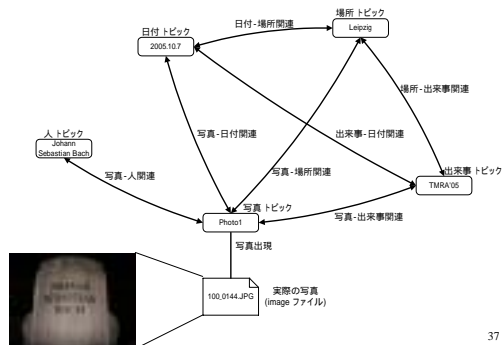 場所 トピック
Leipzig
日付 トピック
2005.10.7
日付-場所関連
場所-出来事関連
写真-日付関連
出来事-日付関連
人 トピック
Johann
Sebastian Bach
写真-場所関連
出来事 トピック
TMRA'05
写真-人関連
写真 トピック
Photo1
写真-出来事関連
写真出現
100_0144.JPG
実際の写真
(image ファイル)
37